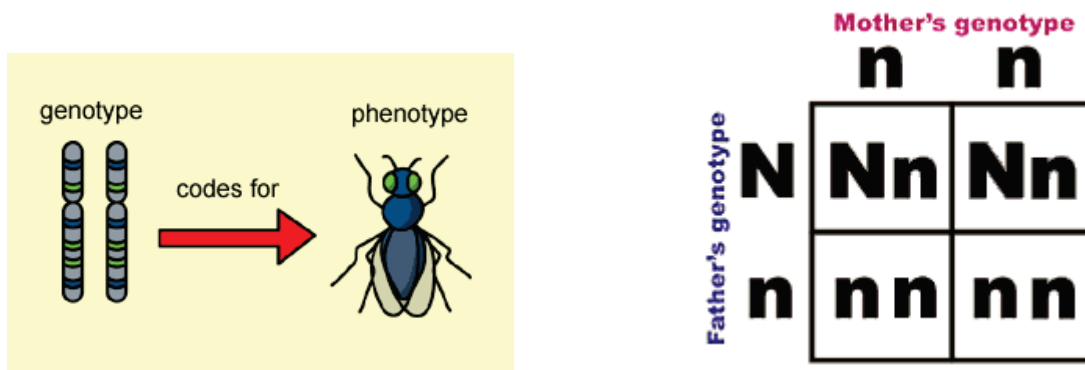 genotype
codes for
phenotype
Mother's genotype
n n
Father's genotype
N Nn Nn
n nn nn